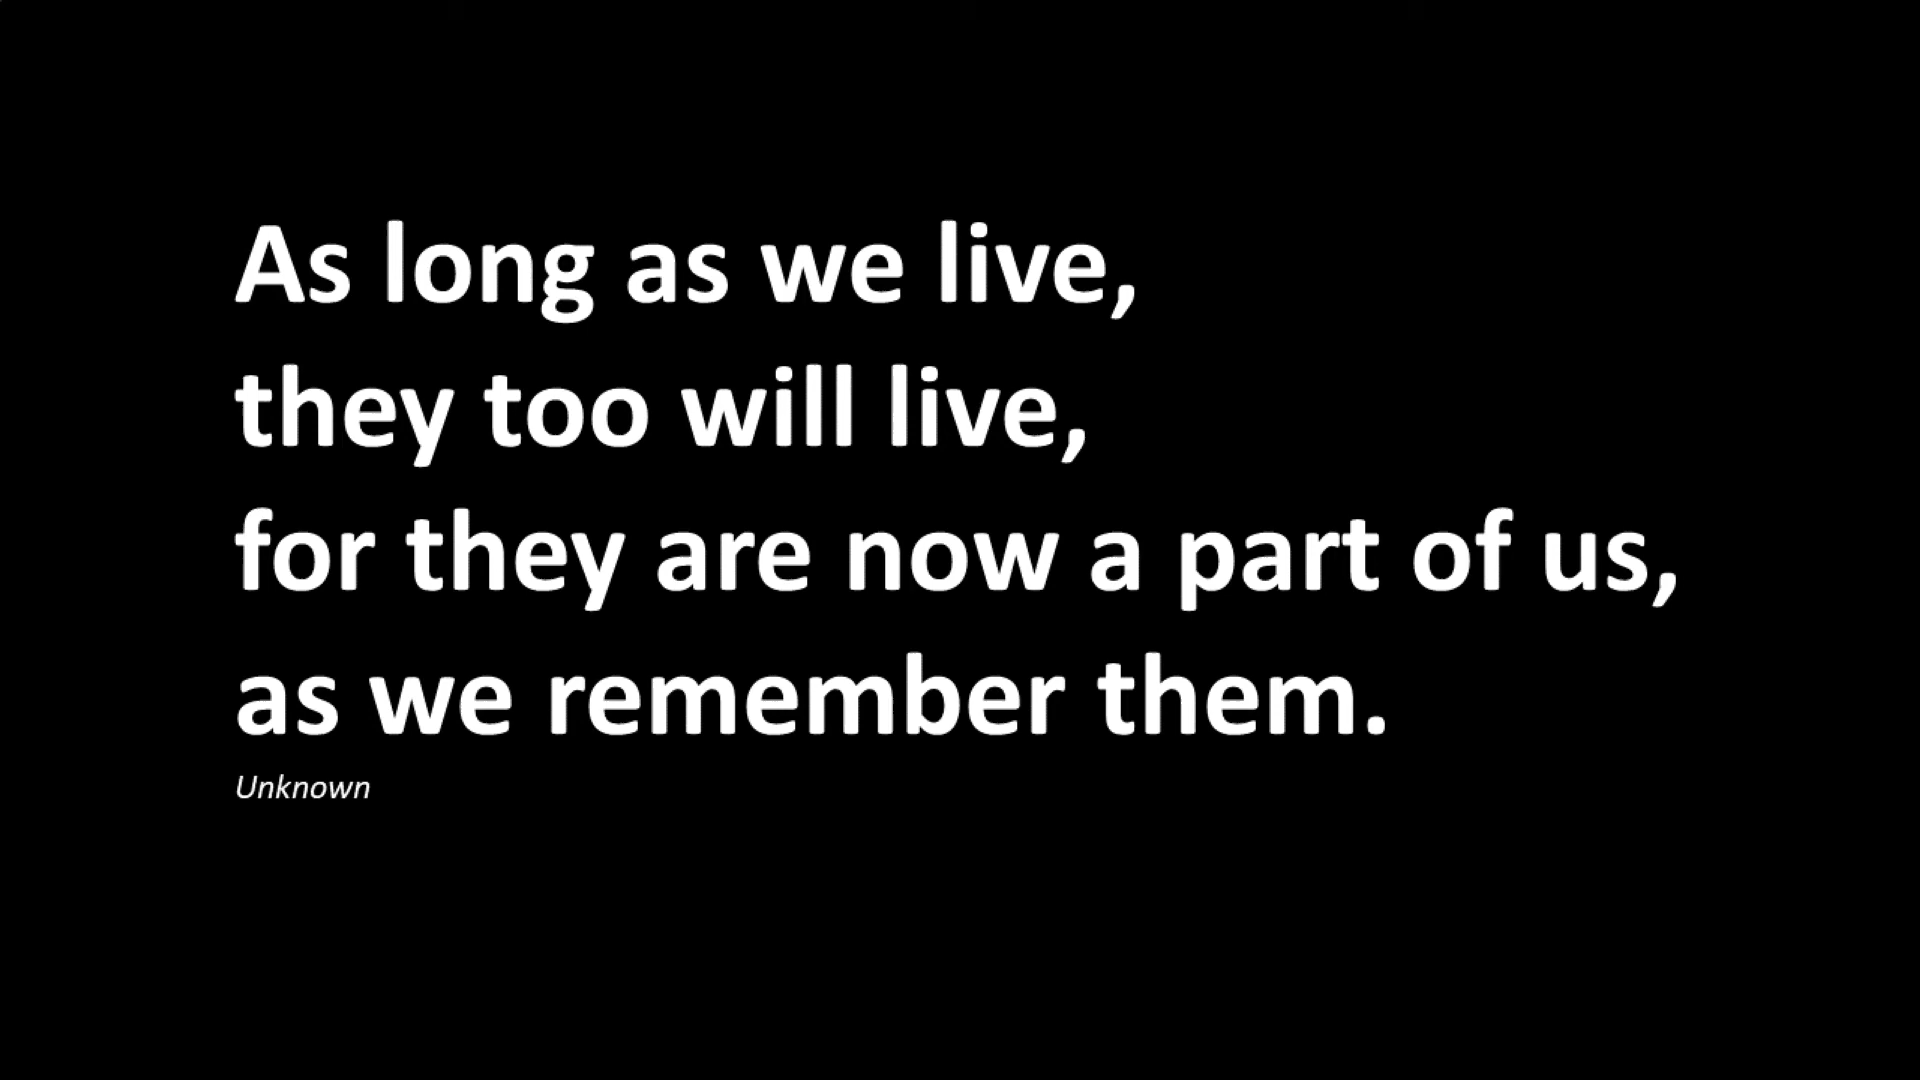 As long as we live,
they too will live,
for they are now a part of us,
as we remember them.
Unknown